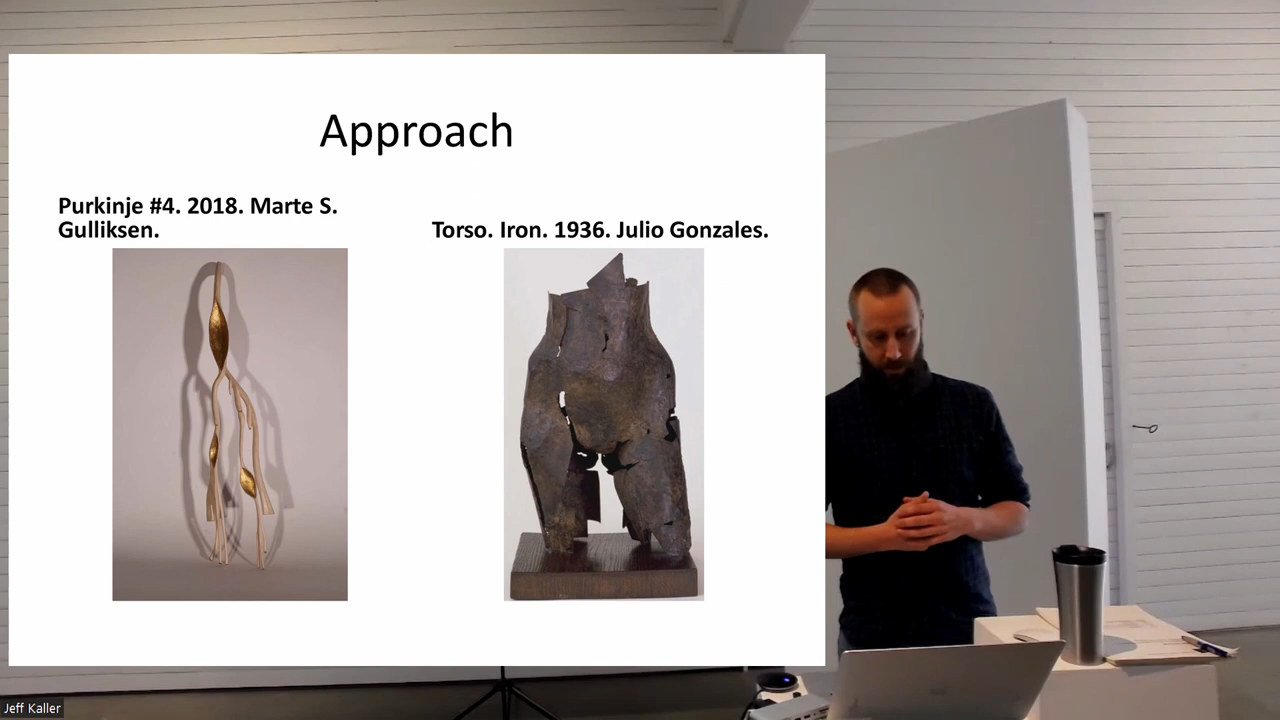 Approach
Purkinje #4. 2018. Marte S.
Gulliksen.
Torso. Iron. 1936. Julio Gonzales.
Jeff Kaller